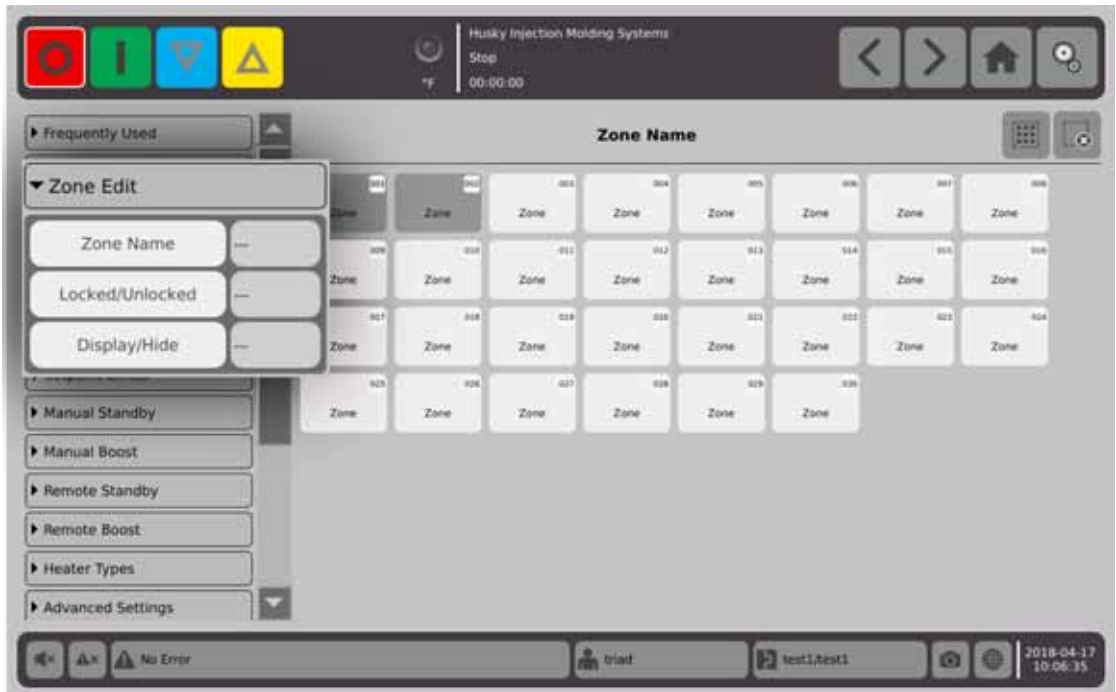 Husky Injection Molding Systems
Stop
°F 00:00:00
Frequently Used
Zone Name
Zone Edit
Zone Name ---
Locked/Unlocked ---
Display/Hide ---
001 002 003 004 005 006 007 008
Zone Zone Zone Zone Zone Zone Zone Zone
009 010 011 012 013 014 015 016
Zone Zone Zone Zone Zone Zone Zone Zone
017 018 019 020 021 022 023 024
Zone Zone Zone Zone Zone Zone Zone Zone
025 026 027 028 029 030
Zone Zone Zone Zone Zone Zone
Manual Standby
Manual Boost
Remote Standby
Remote Boost
Heater Types
Advanced Settings
No Error
triad
test1/test1
2018-04-17
10:06:35